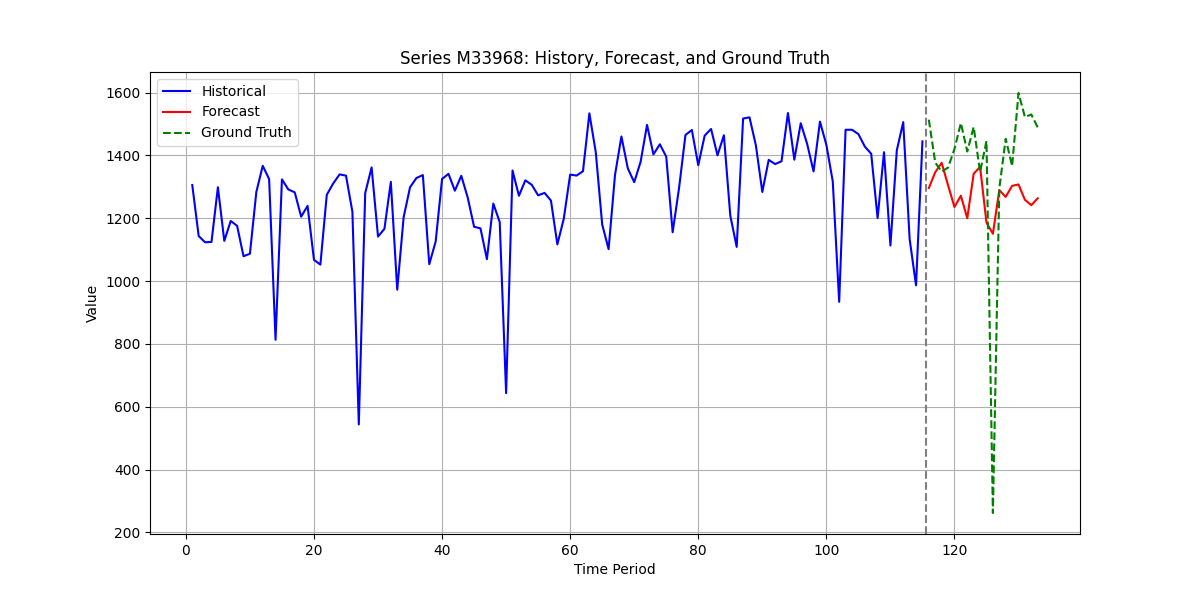 Series M33968: History, Forecast, and Ground Truth
Historical
Forecast
Ground Truth
1600
1400
1200
1000
800
600
400
200
Value
0
20
40
60
80
100
120
Time Period